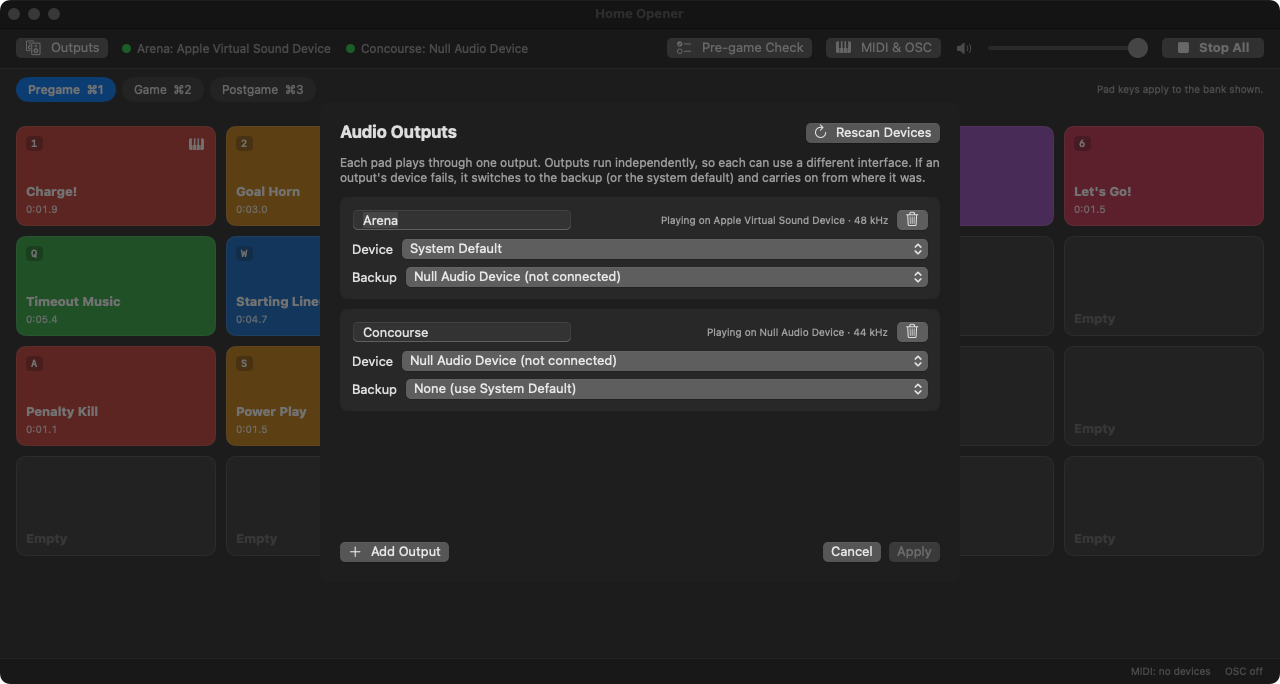 Home Opener
Outputs
Arena: Apple Virtual Sound Device
Concourse: Null Audio Device
Pre-game Check
MIDI & OSC
Stop All
Pregame ⌘1
Game ⌘2
Postgame ⌘3
Pad keys apply to the bank shown.
1
Charge!
0:01.9
2
Goal Horn
0:03.0
6
Let's Go!
0:01.5
Audio Outputs
Rescan Devices
Each pad plays through one output. Outputs run independently, so each can use a different interface. If an
output's device fails, it switches to the backup (or the system default) and carries on from where it was.
Arena
Playing on Apple Virtual Sound Device · 48 kHz
Device
System Default
Backup
Null Audio Device (not connected)
Concourse
Playing on Null Audio Device · 44 kHz
Device
Null Audio Device (not connected)
Backup
None (use System Default)
Add Output
Cancel
Apply
Q
Timeout Music
0:05.4
W
Starting Line
0:04.7
Empty
A
Penalty Kill
0:01.1
S
Power Play
0:01.5
Empty
Empty
Empty
Empty
MIDI: no devices
OSC off